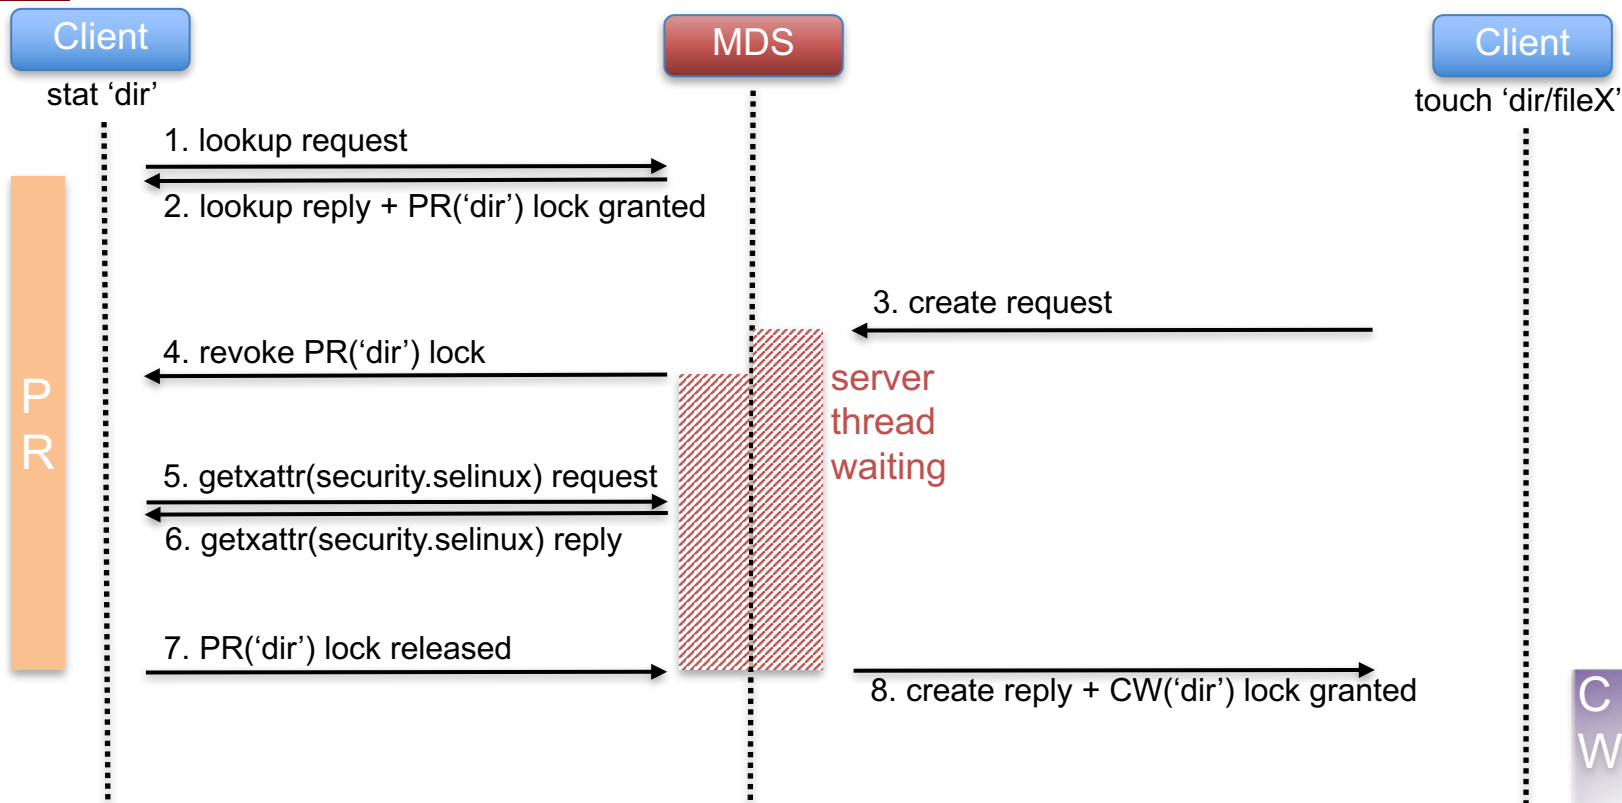 Client
MDS
Client
stat ‘dir’
touch ‘dir/fileX’
1. lookup request
2. lookup reply + PR(‘dir’) lock granted
3. create request
4. revoke PR(‘dir’) lock
server
thread
waiting
P
R
5. getxattr(security.selinux) request
6. getxattr(security.selinux) reply
7. PR(‘dir’) lock released
8. create reply + CW(‘dir’) lock granted
C
W